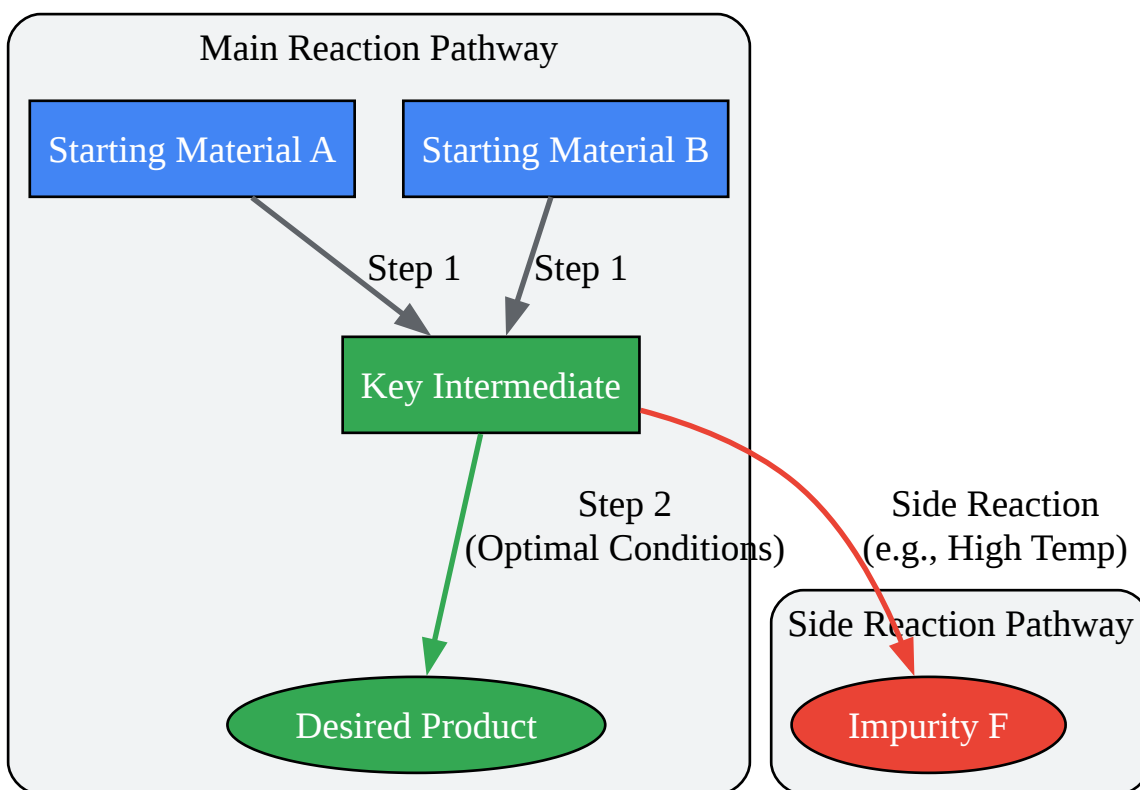 Main Reaction Pathway
Starting Material A
Starting Material B
Step 1
Step 1
Key Intermediate
Step 2
(Optimal Conditions)
Side Reaction
(e.g., High Temp)
Side Reaction Pathway
Desired Product
Impurity F